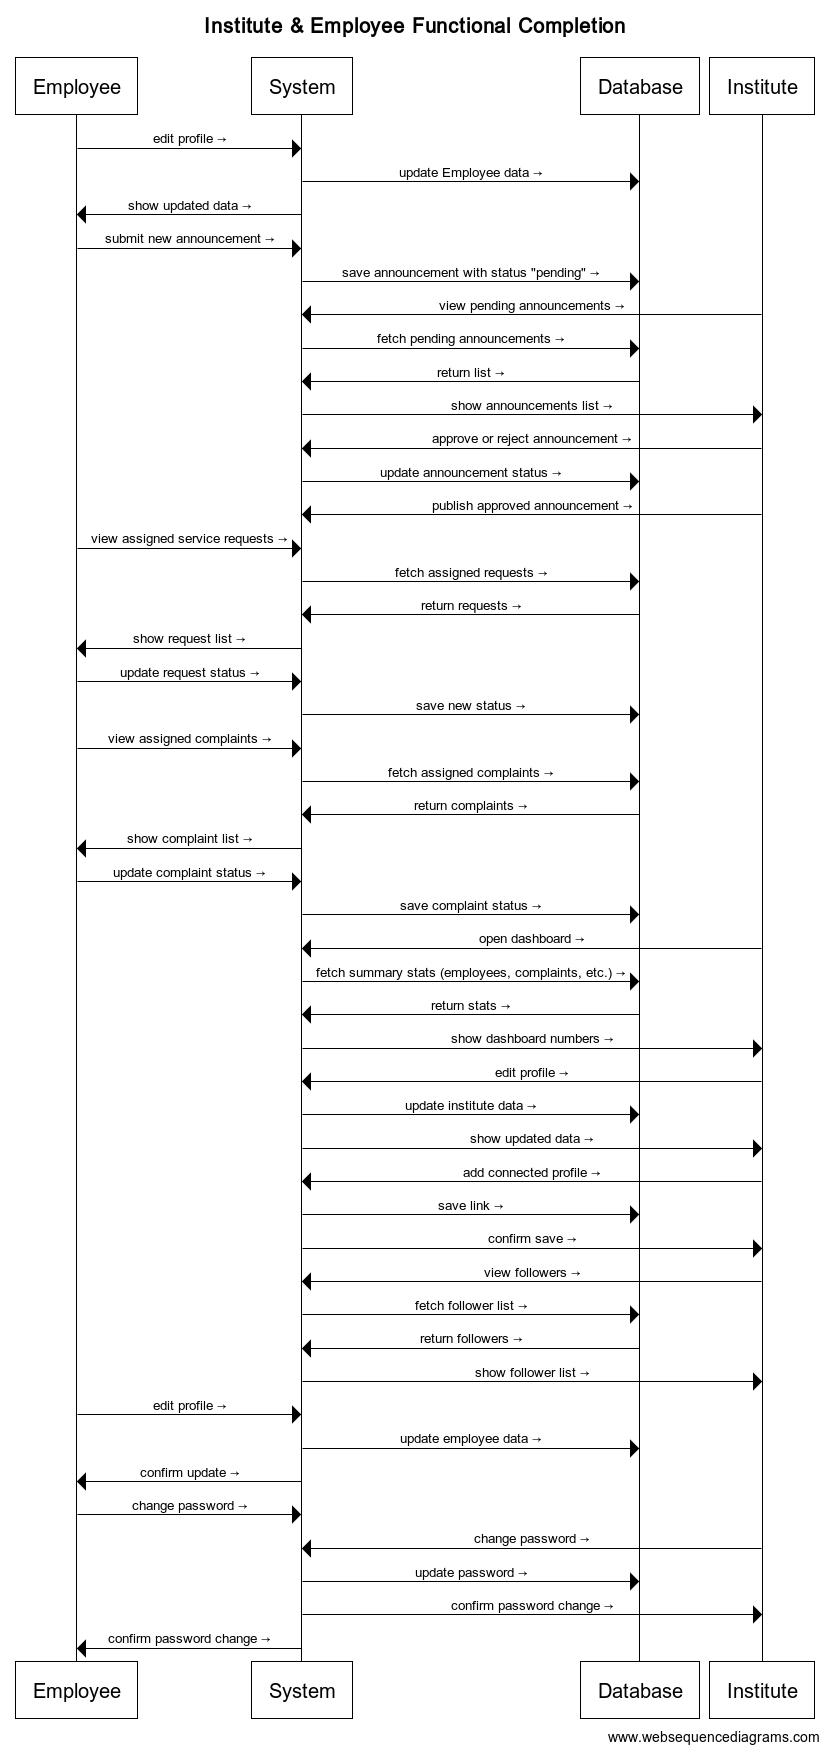 Institute & Employee Functional Completion
Employee System Database Institute
edit profile →
update Employee data →
show updated data →
submit new announcement →
save announcement with status "pending" →
view pending announcements →
fetch pending announcements →
return list →
show announcements list →
approve or reject announcement →
update announcement status →
publish approved announcement →
view assigned service requests →
fetch assigned requests →
return requests →
show request list →
update request status →
save new status →
view assigned complaints →
fetch assigned complaints →
return complaints →
show complaint list →
update complaint status →
save complaint status →
open dashboard →
fetch summary stats (employees, complaints, etc.) →
return stats →
show dashboard numbers →
edit profile →
update institute data →
show updated data →
add connected profile →
save link →
confirm save →
view followers →
fetch follower list →
return followers →
show follower list →
edit profile →
update employee data →
confirm update →
change password →
change password →
update password →
confirm password change →
confirm password change →
Employee System Database Institute
www.websequencediagrams.com